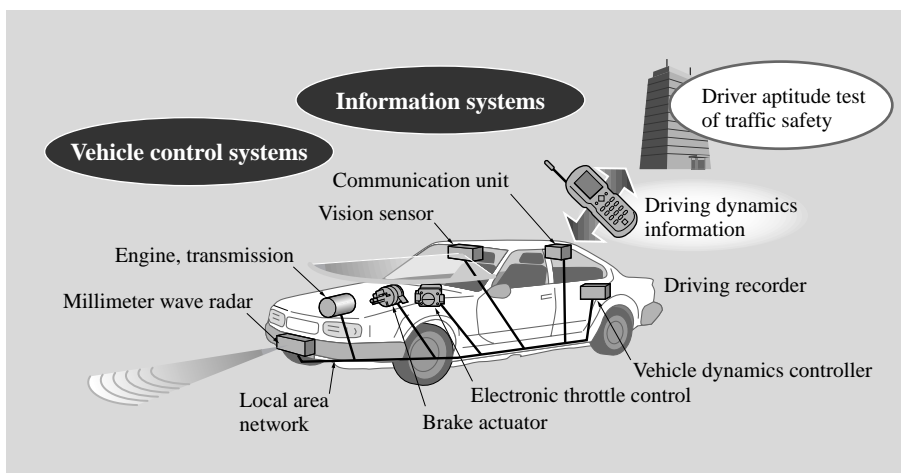 Information systems
Driver aptitude test
of traffic safety
Vehicle control systems
Communication unit
Vision sensor
Driving dynamics
information
Engine, transmission
Driving recorder
Millimeter wave radar
Vehicle dynamics controller
Local area
network
Electronic throttle control
Brake actuator